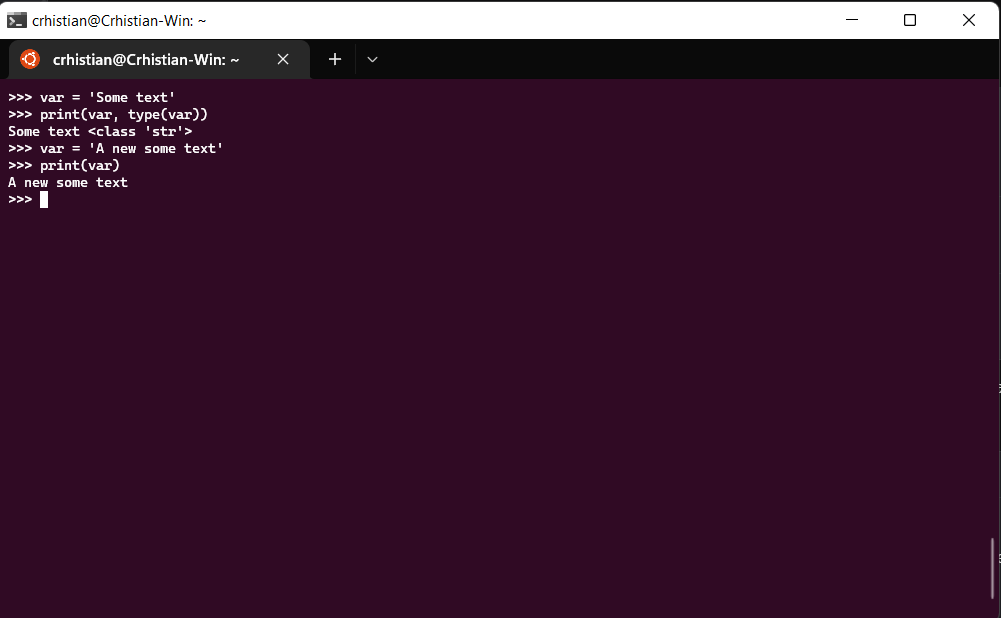 crhistian@Crhistian-Win: ~
crhistian@Crhistian-Win: ~
>>> var = 'Some text'
>>> print(var, type(var))
Some text <class 'str'>
>>> var = 'A new some text'
>>> print(var)
A new some text
>>>